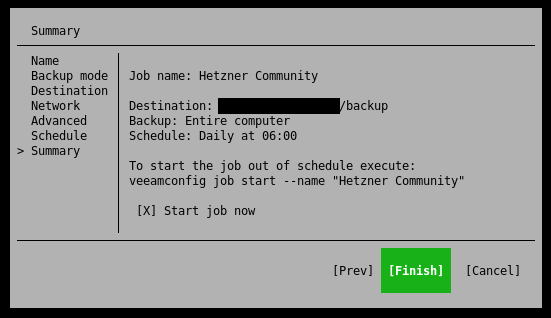 Summary
Name
Backup mode
Destination
Network
Advanced
Schedule
> Summary
Job name: Hetzner Community
Destination: /backup
Backup: Entire computer
Schedule: Daily at 06:00
To start the job out of schedule execute:
veeamconfig job start --name "Hetzner Community"
[X] Start job now
[Prev] [Finish] [Cancel]